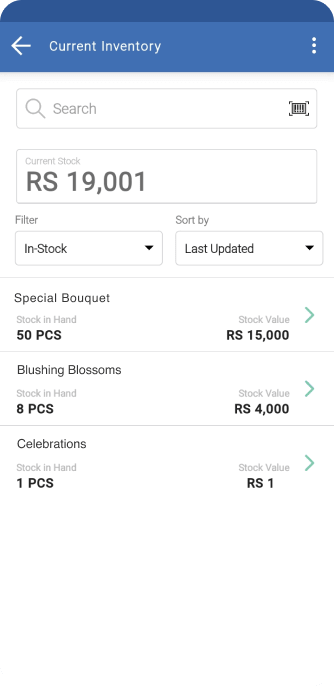 Current Inventory
Search
Current Stock
RS 19,001
Filter Sort by
In-Stock Last Updated
Special Bouquet
Stock in Hand Stock Value
50 PCS RS 15,000
Blushing Blossoms
Stock in Hand Stock Value
8 PCS RS 4,000
Celebrations
Stock in Hand Stock Value
1 PCS RS 1